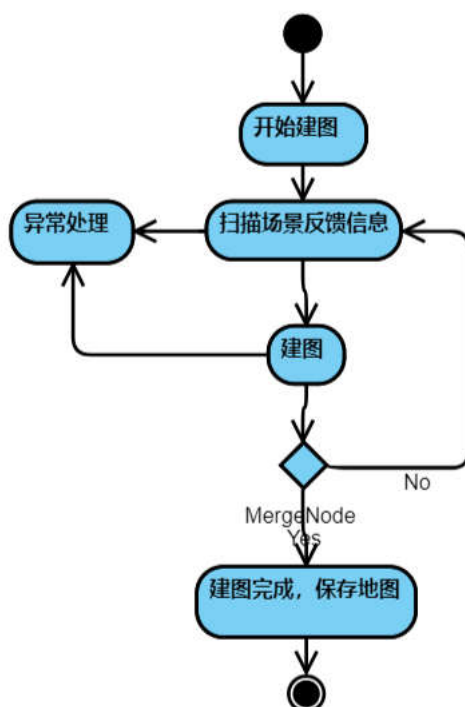 开始建图
异常处理
扫描场景反馈信息
建图
No
MergeNode
Yes
建图完成，保存地图